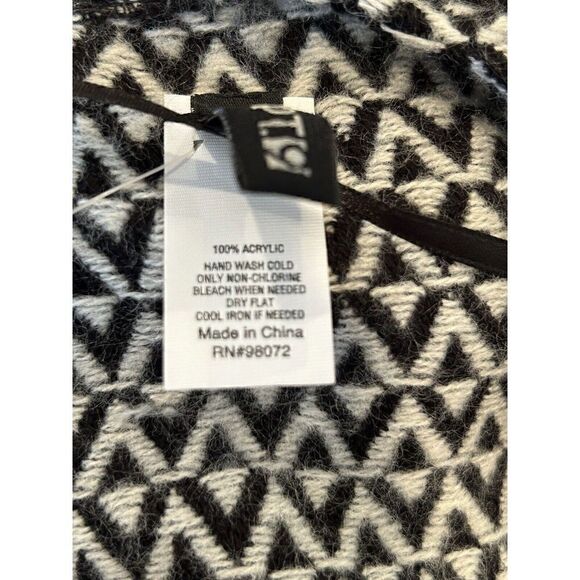 100% ACRYLIC
HAND WASH COLD
ONLY NON-CHLORINE
BLEACH WHEN NEEDED
DRY FLAT
COOL IRON IF NEEDED
Made in China
RN#98072